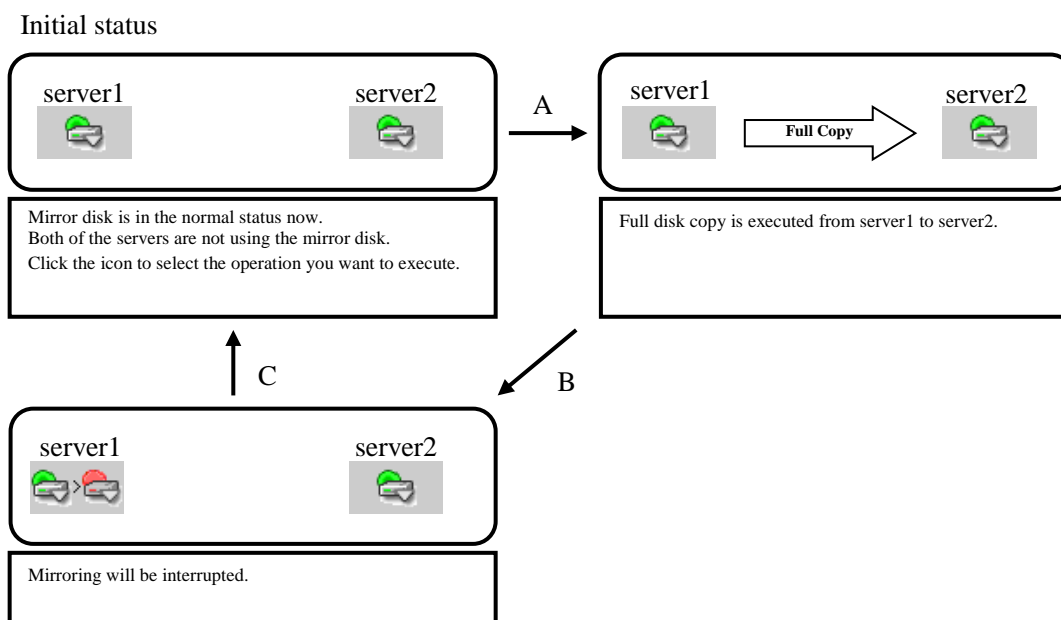 Initial status
server1
server2
A
server1
Full Copy
server2
Mirror disk is in the normal status now.
Both of the servers are not using the mirror disk.
Click the icon to select the operation you want to execute.
Full disk copy is executed from server1 to server2.
C
B
server1
>
server2
Mirroring will be interrupted.